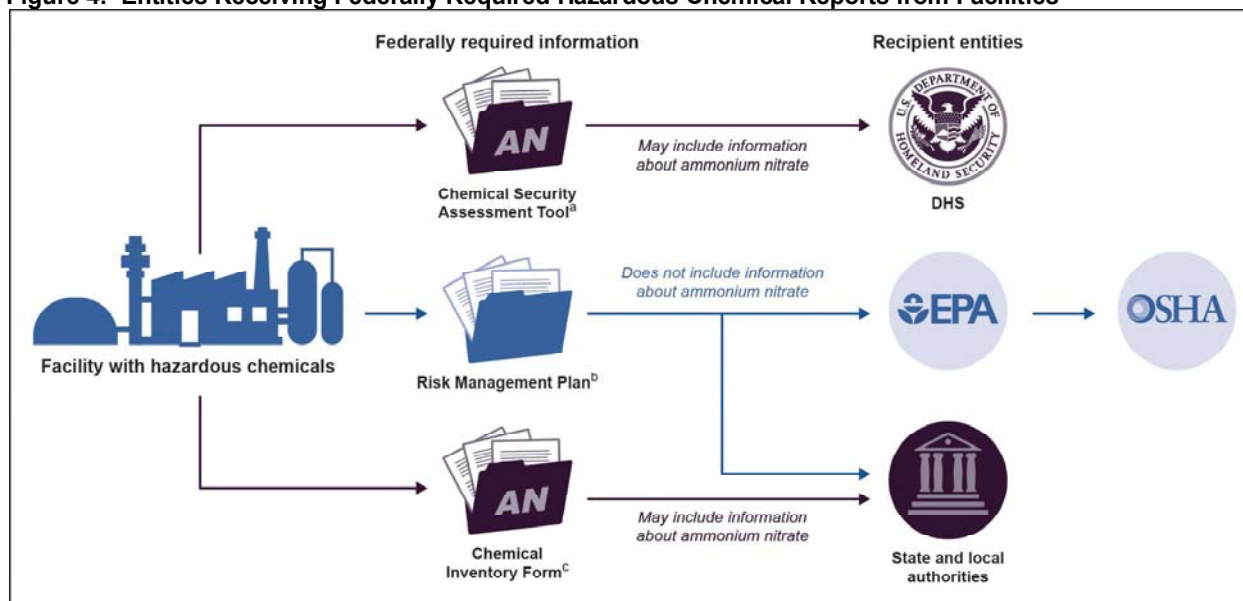 Figure 4: Entities Receiving Federally Required Hazardous Chemical Reports from Facilities
Federally required information
Recipient entities
AN
May include information
about ammonium nitrate
U.S. DEPARTMENT OF
HOMELAND SECURITY
Chemical Security
Assessment Toolᵃ
DHS
Does not include information
about ammonium nitrate
EPA
OSHA
Facility with hazardous chemicals
Risk Management Planᵇ
AN
May include information
about ammonium nitrate
Chemical
Inventory Formᶜ
State and local
authorities